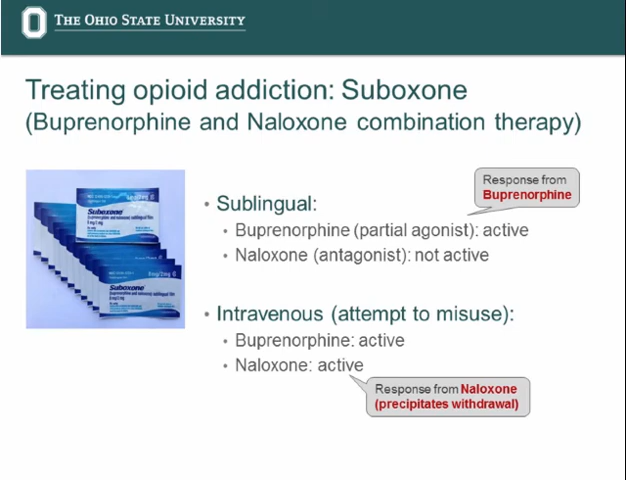 THE OHIO STATE UNIVERSITY
Treating opioid addiction: Suboxone
(Buprenorphine and Naloxone combination therapy)
Response from
Buprenorphine
• Sublingual:
• Buprenorphine (partial agonist): active
• Naloxone (antagonist): not active
Suboxone
Suboxone
• Intravenous (attempt to misuse):
• Buprenorphine: active
• Naloxone: active
Response from Naloxone
(precipitates withdrawal)